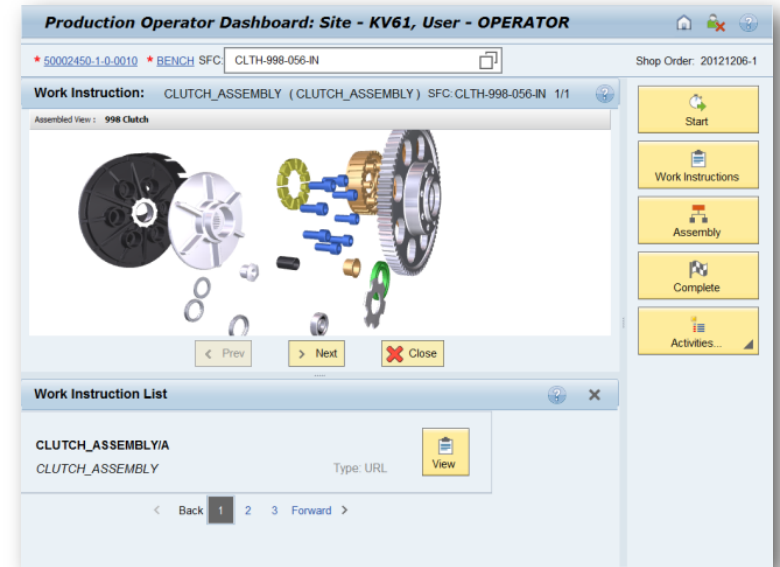 Production Operator Dashboard: Site - KV61, User - OPERATOR
* 50002450-1-0-0010 * BENCH SFC: CLTH-998-056-IN
Shop Order: 20121206-1
Work Instruction: CLUTCH_ASSEMBLY (CLUTCH_ASSEMBLY) SFC:CLTH-998-056-IN 1/1
Assembled View : 998 Clutch
< Prev
> Next
Close
Work Instruction List
CLUTCH_ASSEMBLY/A
CLUTCH_ASSEMBLY
Type: URL
View
< Back 1 2 3 Forward >
Start
Work Instructions
Assembly
Complete
Activities...